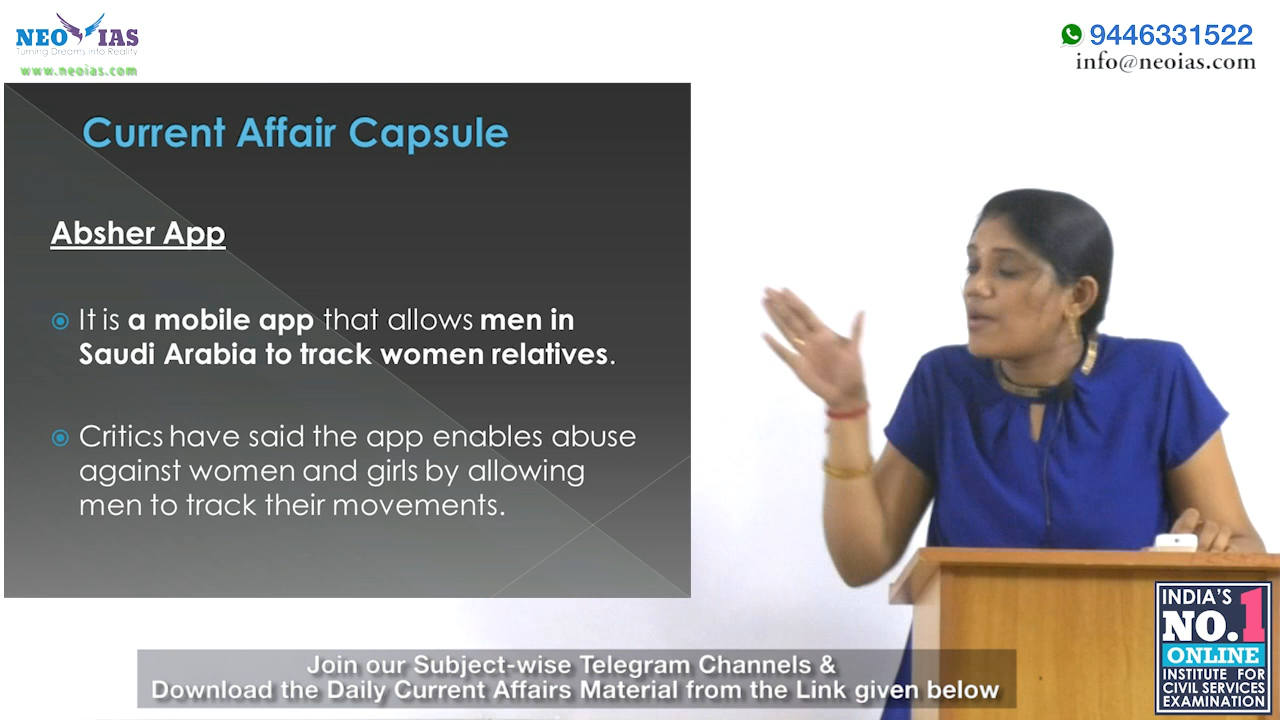 NEO IAS
Turning Dreams into Reality
www.neoias.com
9446331522
info@neoias.com
Current Affair Capsule
Absher App
It is a mobile app that allows men in
Saudi Arabia to track women relatives.
Critics have said the app enables abuse
against women and girls by allowing
men to track their movements.
Join our Subject-wise Telegram Channels &
Download the Daily Current Affairs Material from the Link given below
INDIA'S
NO.1
ONLINE
INSTITUTE FOR
CIVIL SERVICES
EXAMINATION